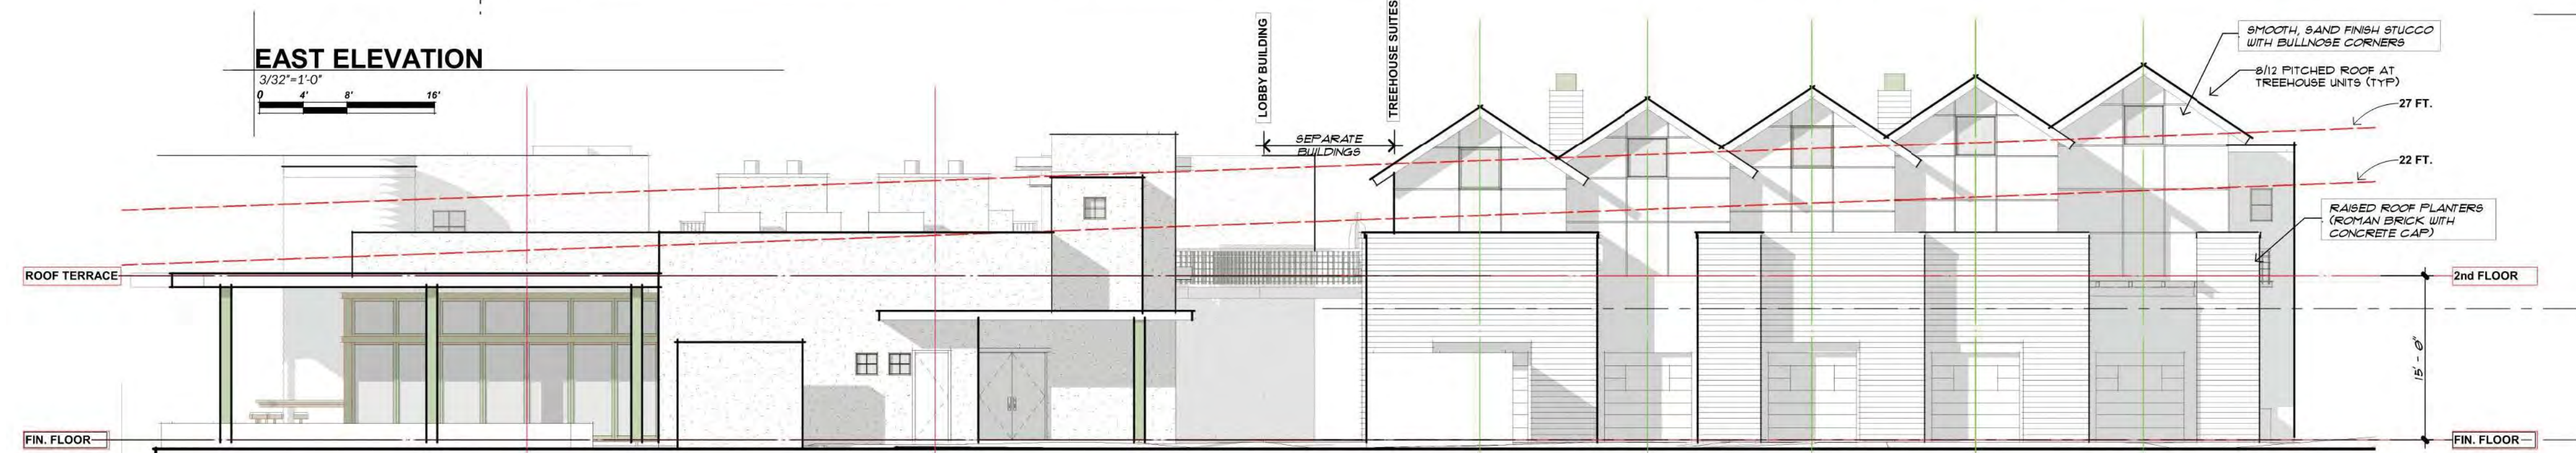 EAST ELEVATION
3/32"=1'-0"
0 4' 8' 16'
LOBBY BUILDING
TREEHOUSE SUITES
SEPARATE
BUILDINGS
SMOOTH, SAND FINISH STUCCO
WITH BULLNOSE CORNERS
8/12 PITCHED ROOF AT
TREEHOUSE UNITS (TYP)
27 FT.
22 FT.
RAISED ROOF PLANTERS
(ROMAN BRICK WITH
CONCRETE CAP)
ROOF TERRACE
2nd FLOOR
15' - 0"
FIN. FLOOR
FIN. FLOOR